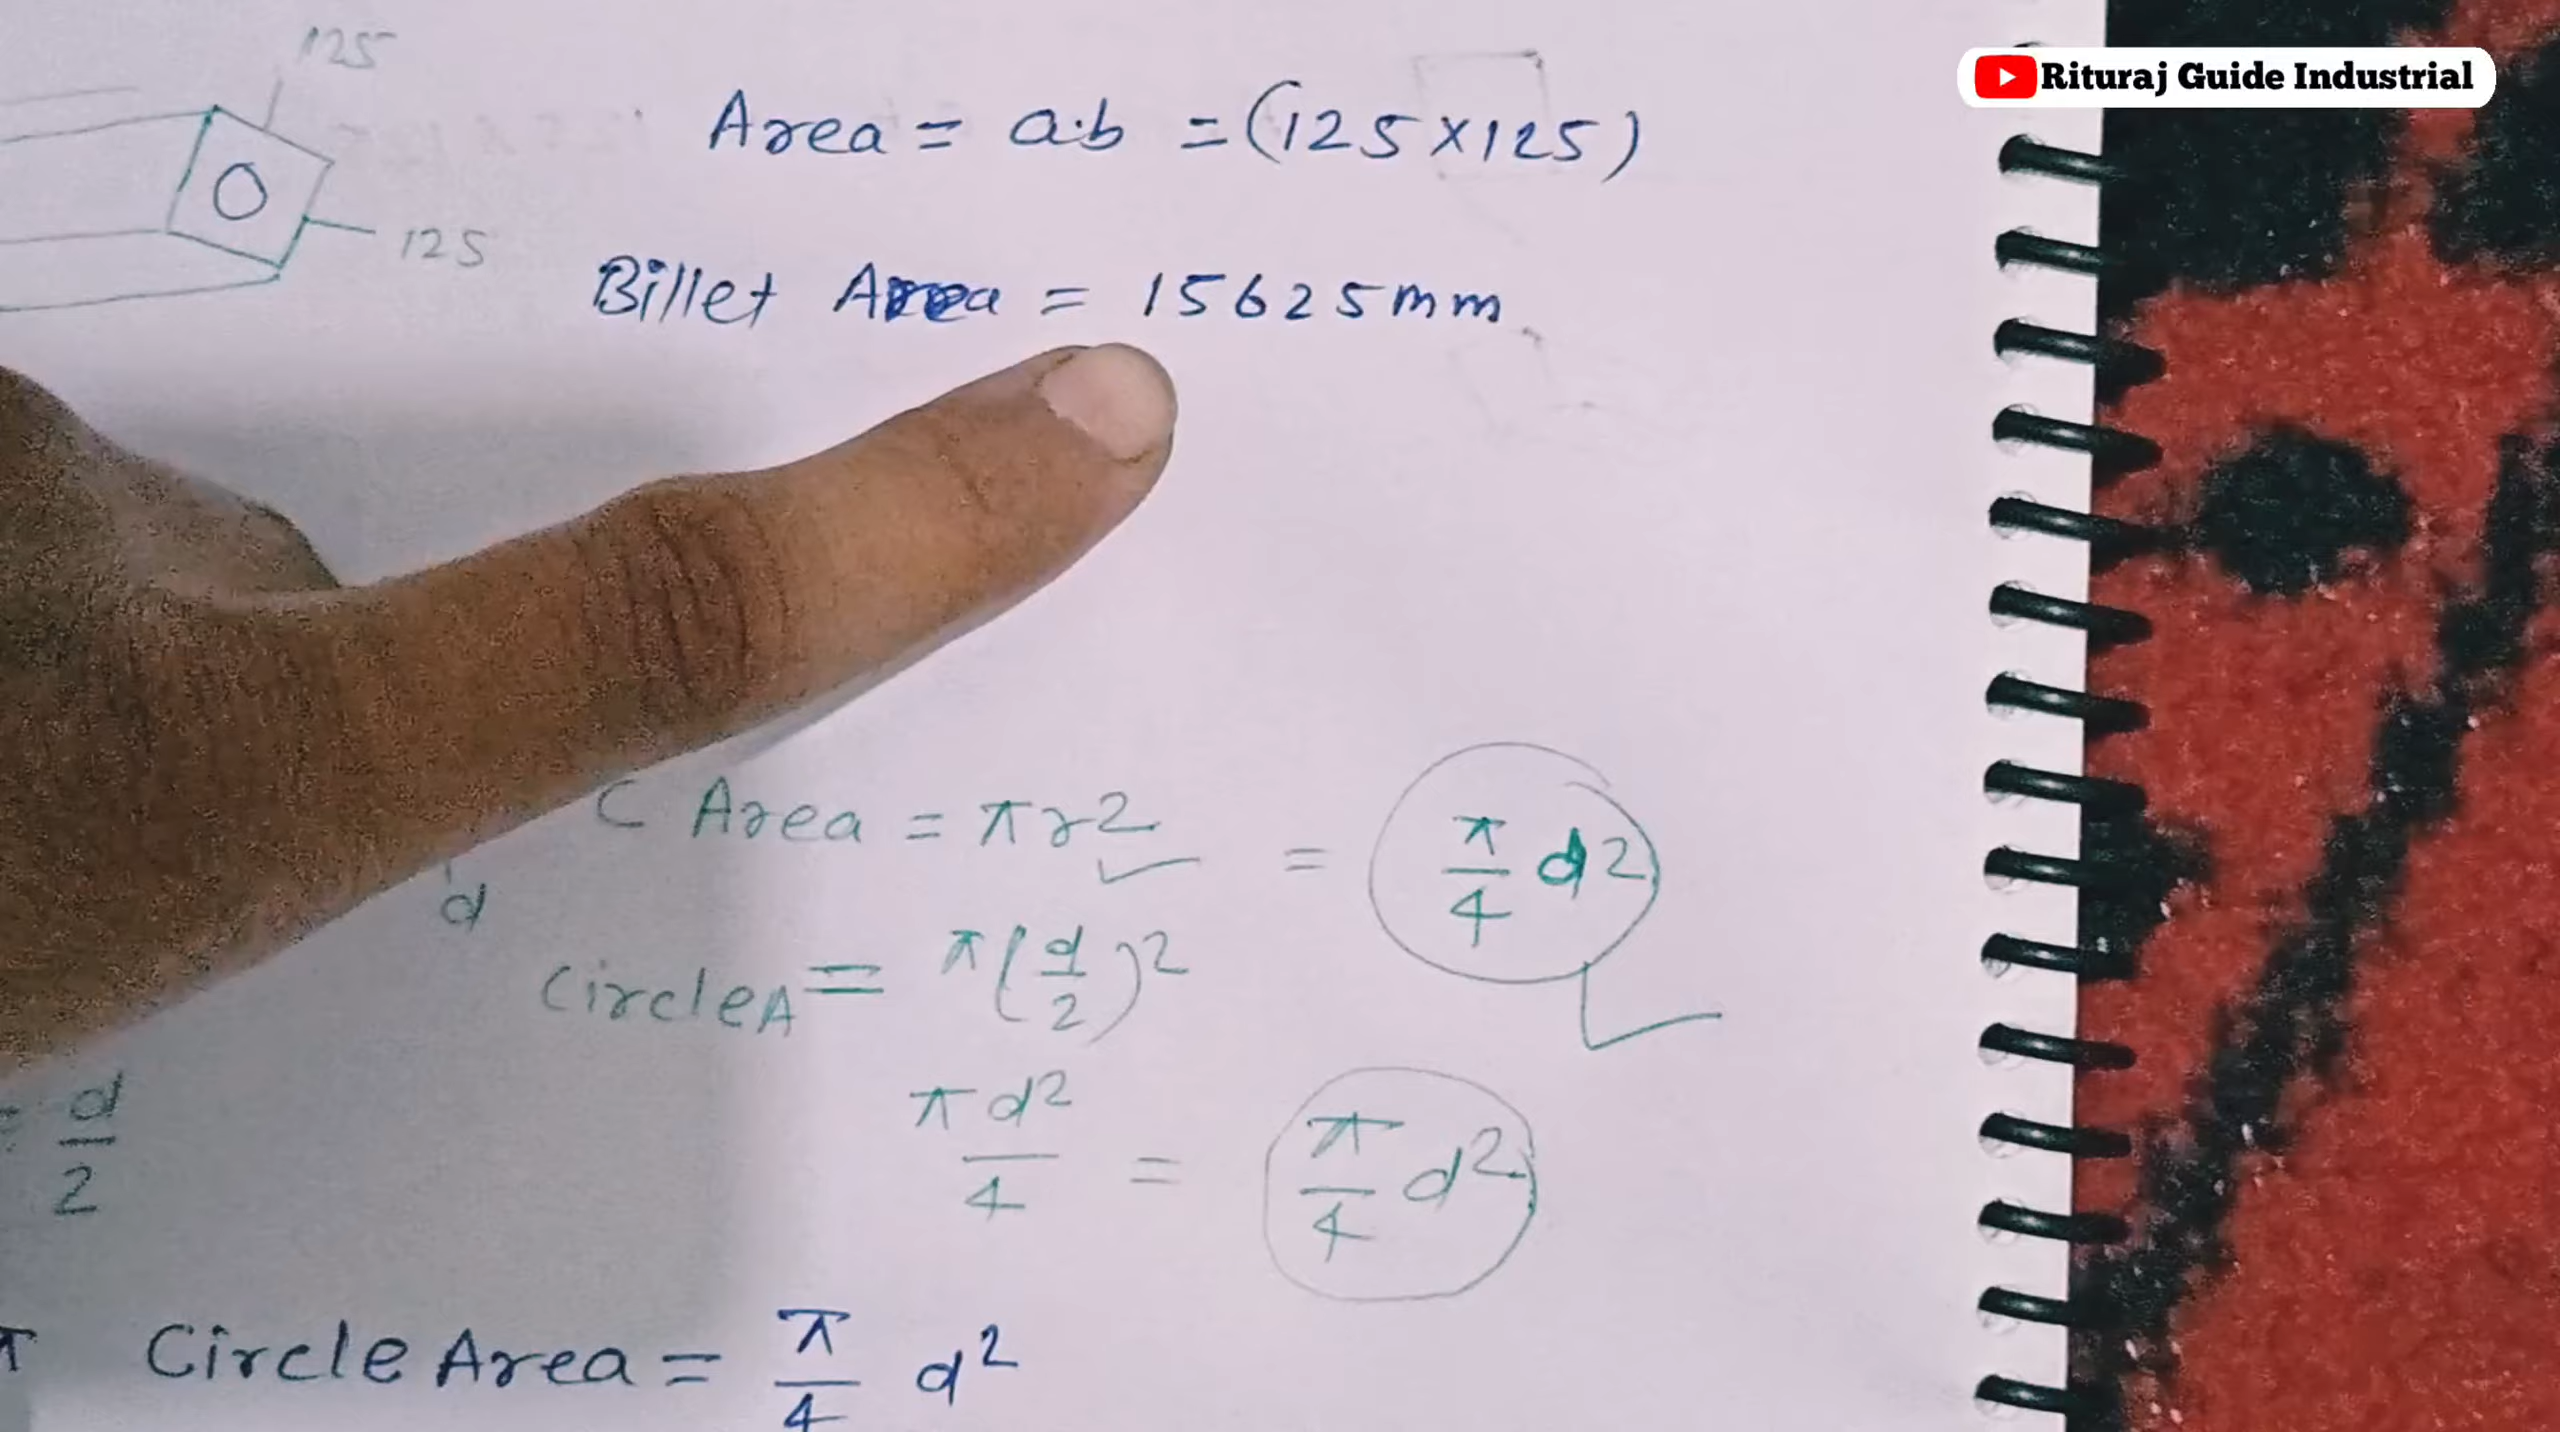 125
Rituraj Guide Industrial
Area = a·b = (125×125)
125
Billet Area = 15625mm
C Area = πr2 = π/4 d2
d
CircleA = π(d/2)2
πd2/4 = π/4 d2
= d/2
π Circle Area = π/4 d2